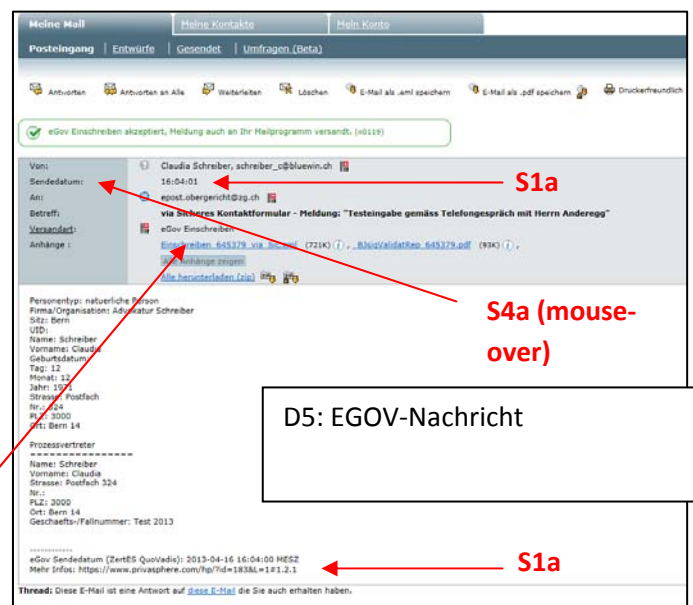 Meine Mail Meine Kontakte Mein Konto
Posteingang | Entwürfe | Gesendet | Umfragen (Beta)
Antworten Antworten an Alle Weiterleiten Löschen E-Mail als .eml speichern E-Mail als .pdf speichern Druckerfreundlich
eGov Einschreiben akzeptiert, Meldung auch an Ihr Mailprogramm versandt. (n0119)
Von: Claudia Schreiber, schreiber_c@bluewin.ch
Sendedatum: 16:04:01
S1a
An: epost.obergericht@zg.ch
Betreff: via Sicheres Kontaktformular - Meldung: "Testeingabe gemäss Telefongespräch mit Herrn Anderegg"
Versandart: eGov Einschreiben
Anhänge : Einschreiben_645379_via_SIC.eml (721K) , _BJsigValidatRep_645379.pdf (93K) ,
Alle Anhänge zeigen
Alle herunterladen (zip)
S4a (mouse-
over)
Personentyp: natuerliche Person
Firma/Organisation: Advokatur Schreiber
Sitz: Bern
UID:
Name: Schreiber
Vorname: Claudia
Geburtsdatum:
Tag: 12
Monat: 12
Jahr: 1971
Strasse: Postfach
Nr.: 324
PLZ: 3000
Ort: Bern 14
D5: EGOV-Nachricht
Prozessvertreter
================
Name: Schreiber
Vorname: Claudia
Strasse: Postfach 324
Nr.:
PLZ: 3000
Ort: Bern 14
Geschaefts-/Fallnummer: Test 2013
------------
eGov Sendedatum (ZertES QuoVadis): 2013-04-16 16:04:00 MESZ
Mehr Infos: https://www.privasphere.com/hp/?id=183&L=1#1.2.1
S1a
Thread: Diese E-Mail ist eine Antwort auf diese E-Mail die Sie auch erhalten haben.